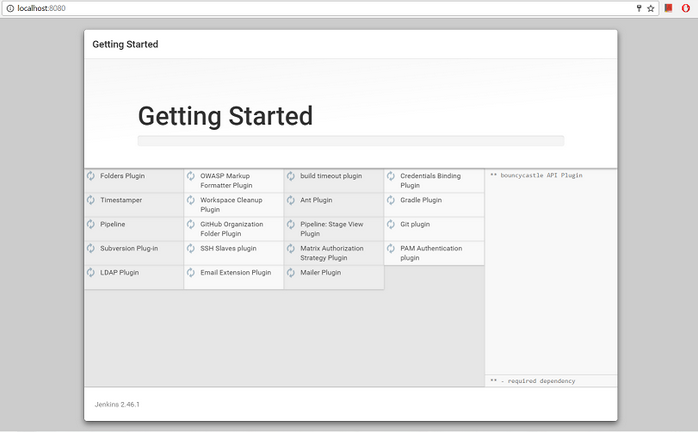 localhost:8080
Getting Started
Getting Started
Folders Plugin
OWASP Markup
Formatter Plugin
build timeout plugin
Credentials Binding
Plugin
** bouncycastle API Plugin
Timestamper
Workspace Cleanup
Plugin
Ant Plugin
Gradle Plugin
Pipeline
GitHub Organization
Folder Plugin
Pipeline: Stage View
Plugin
Git plugin
Subversion Plug-in
SSH Slaves plugin
Matrix Authorization
Strategy Plugin
PAM Authentication
plugin
LDAP Plugin
Email Extension Plugin
Mailer Plugin
** - required dependency
Jenkins 2.46.1